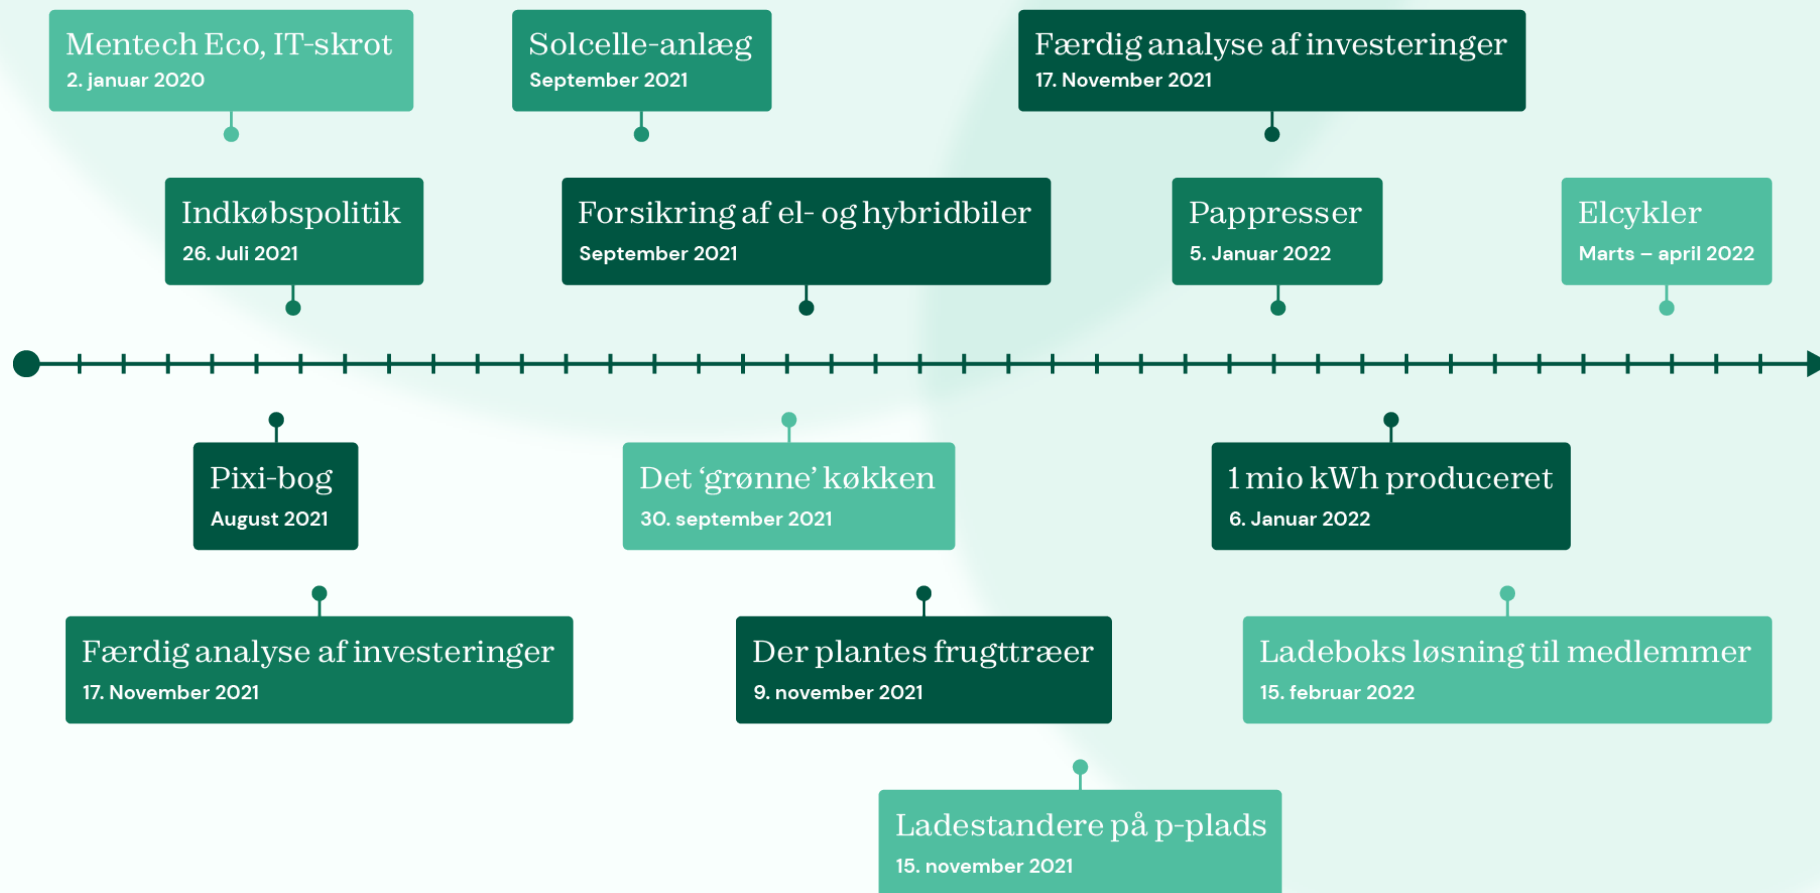 Mentech Eco, IT-skrot
2. januar 2020
Solcelle-anlæg
September 2021
Færdig analyse af investeringer
17. November 2021
Indkøbspolitik
26. Juli 2021
Forsikring af el- og hybridbiler
September 2021
Pappresser
5. Januar 2022
Elcykler
Marts – april 2022
Pixi-bog
August 2021
Det ‘grønne’ køkken
30. september 2021
1 mio kWh produceret
6. Januar 2022
Færdig analyse af investeringer
17. November 2021
Der plantes frugttræer
9. november 2021
Ladeboks løsning til medlemmer
15. februar 2022
Ladestandere på p-plads
15. november 2021